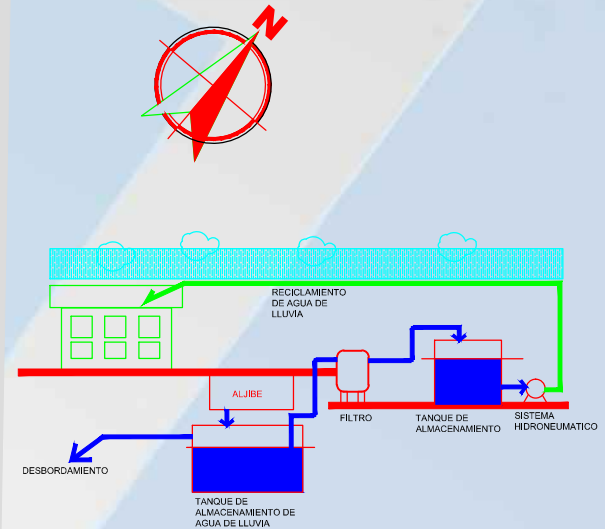 N
RECICLAMIENTO
DE AGUA DE
LLUVIA
ALJIBE
FILTRO
TANQUE DE
ALMACENAMIENTO
SISTEMA
HIDRONEUMATICO
DESBORDAMIENTO
TANQUE DE
ALMACENAMIENTO DE
AGUA DE LLUVIA